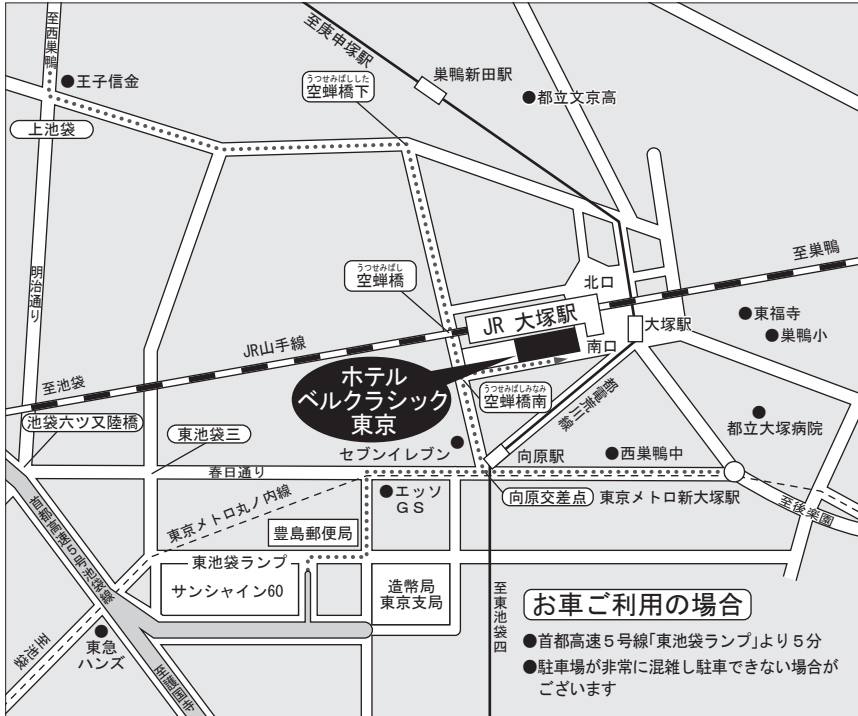 至西巣鴨
王子信金
上池袋
至庚申塚駅
巣鴨新田駅
うつせみばしした
空蝉橋下
都立文京高
明治通り
うつせみばし
空蝉橋
北口
至巣鴨
JR 大塚駅
JR山手線
南口
大塚駅
東福寺
巣鴨小
至池袋
ホテル
ベルクラシック
東京
うつせみばしみなみ
空蝉橋南
都電荒川線
池袋六ツ又陸橋
東池袋三
セブンイレブン
向原駅
西巣鴨中
都立大塚病院
春日通り
エッソ
GS
向原交差点
東京メトロ新大塚駅
至後楽園
首都高速5号池袋線
東京メトロ丸ノ内線
豊島郵便局
東池袋ランプ
サンシャイン60
造幣局
東京支局
至東池袋四
至池袋
東急
ハンズ
至護国寺
お車ご利用の場合
●首都高速5号線「東池袋ランプ」より5分
●駐車場が非常に混雑し駐車できない場合が
ございます